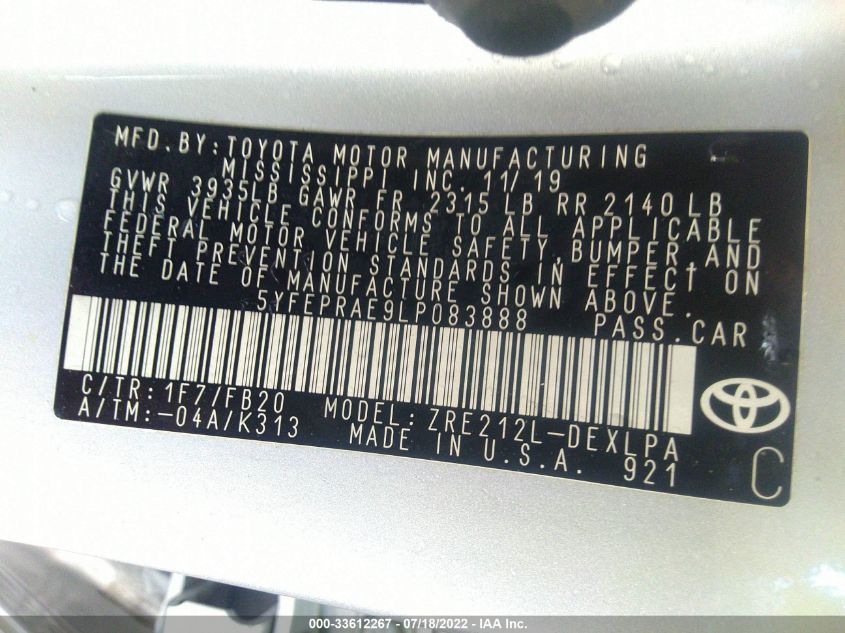 MFD. BY: TOYOTA MOTOR MANUFACTURING
MISSISSIPPI INC. 11/19
GVWR 3935LB GAWR FR 2315 LB RR 2140 LB
THIS VEHICLE CONFORMS TO ALL APPLICABLE
FEDERAL MOTOR VEHICLE SAFETY, BUMPER AND
THEFT PREVENTION STANDARDS IN EFFECT ON
THE DATE OF MANUFACTURE SHOWN ABOVE.
5YFEPRAE9LP083888 PASS. CAR
C/TR: 1F7/FB20 MODEL: ZRE212L-DEXLPA
A/TM: -04A/K313 MADE IN U.S.A. 921
C
000-33612267 - 07/18/2022 - IAA Inc.